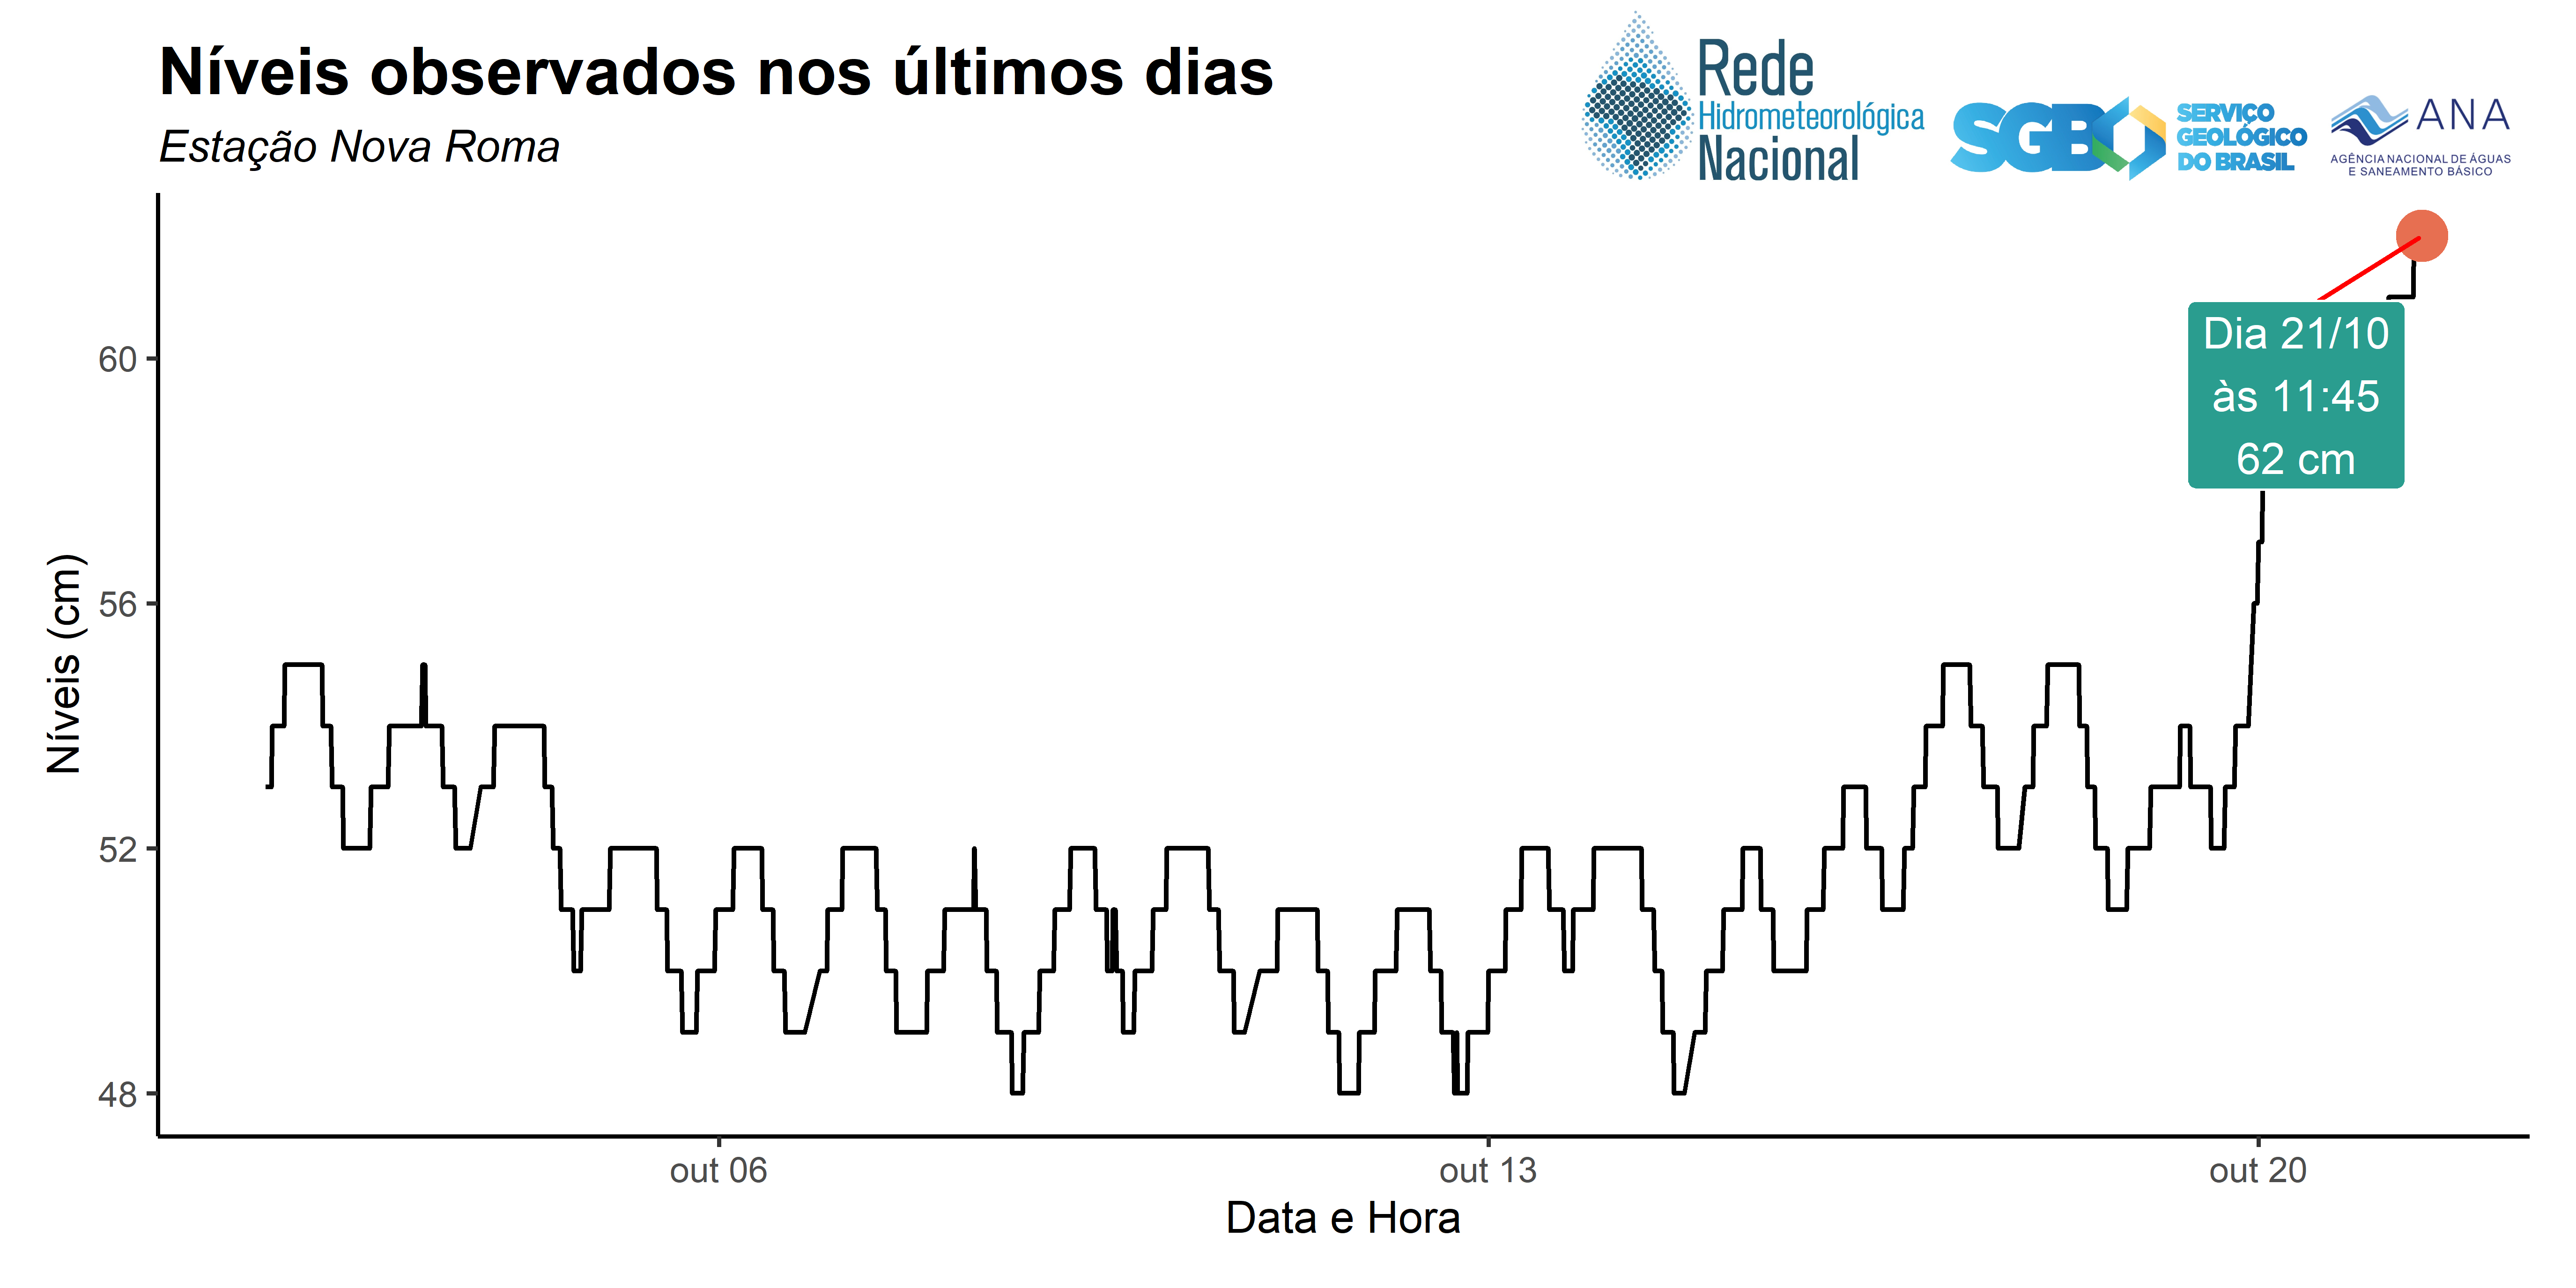 Níveis observados nos últimos dias
Estação Nova Roma
Rede
Hidrometeorológica
Nacional
SGB
SERVIÇO
GEOLÓGICO
DO BRASIL
ANA
AGÊNCIA NACIONAL DE ÁGUAS
E SANEAMENTO BÁSICO
Dia 21/10
às 11:45
62 cm
Níveis (cm)
60
56
52
48
out 06
out 13
out 20
Data e Hora